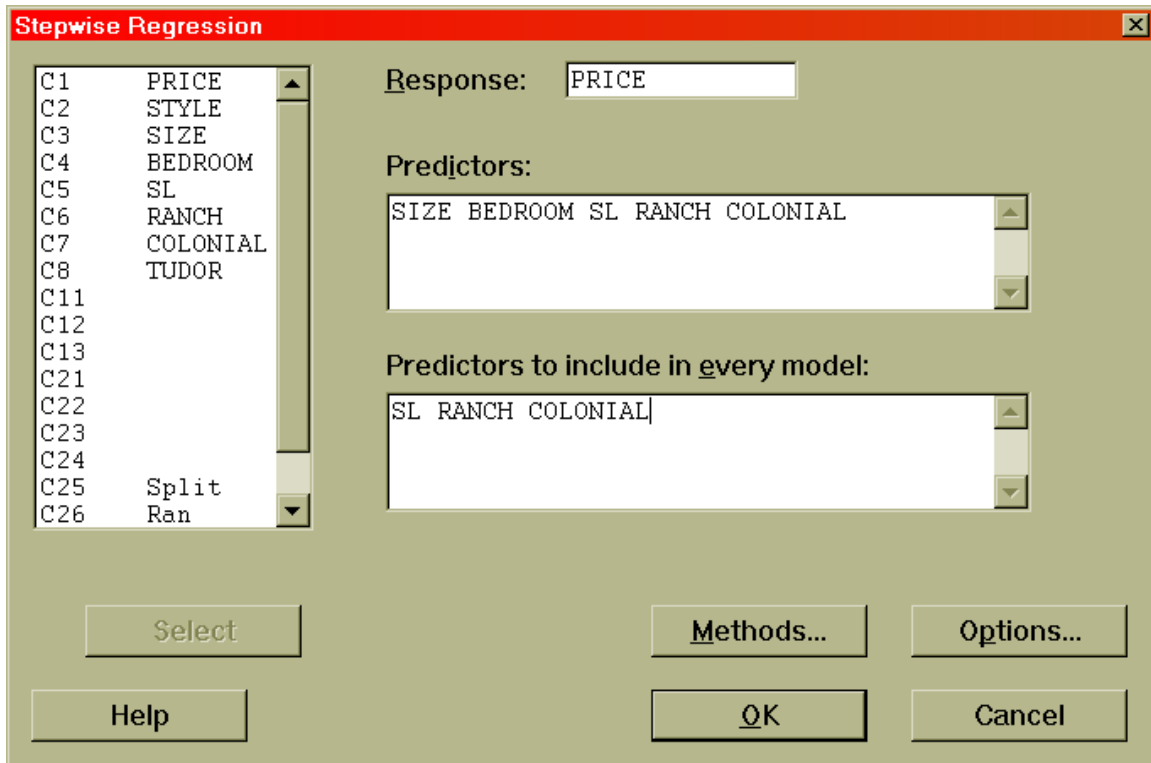 Stepwise Regression
C1 PRICE
C2 STYLE
C3 SIZE
C4 BEDROOM
C5 SL
C6 RANCH
C7 COLONIAL
C8 TUDOR
C11
C12
C13
C21
C22
C23
C24
C25 Split
C26 Ran
Response: PRICE
Predictors:
SIZE BEDROOM SL RANCH COLONIAL
Predictors to include in every model:
SL RANCH COLONIAL
Select
Methods...
Options...
Help
OK
Cancel